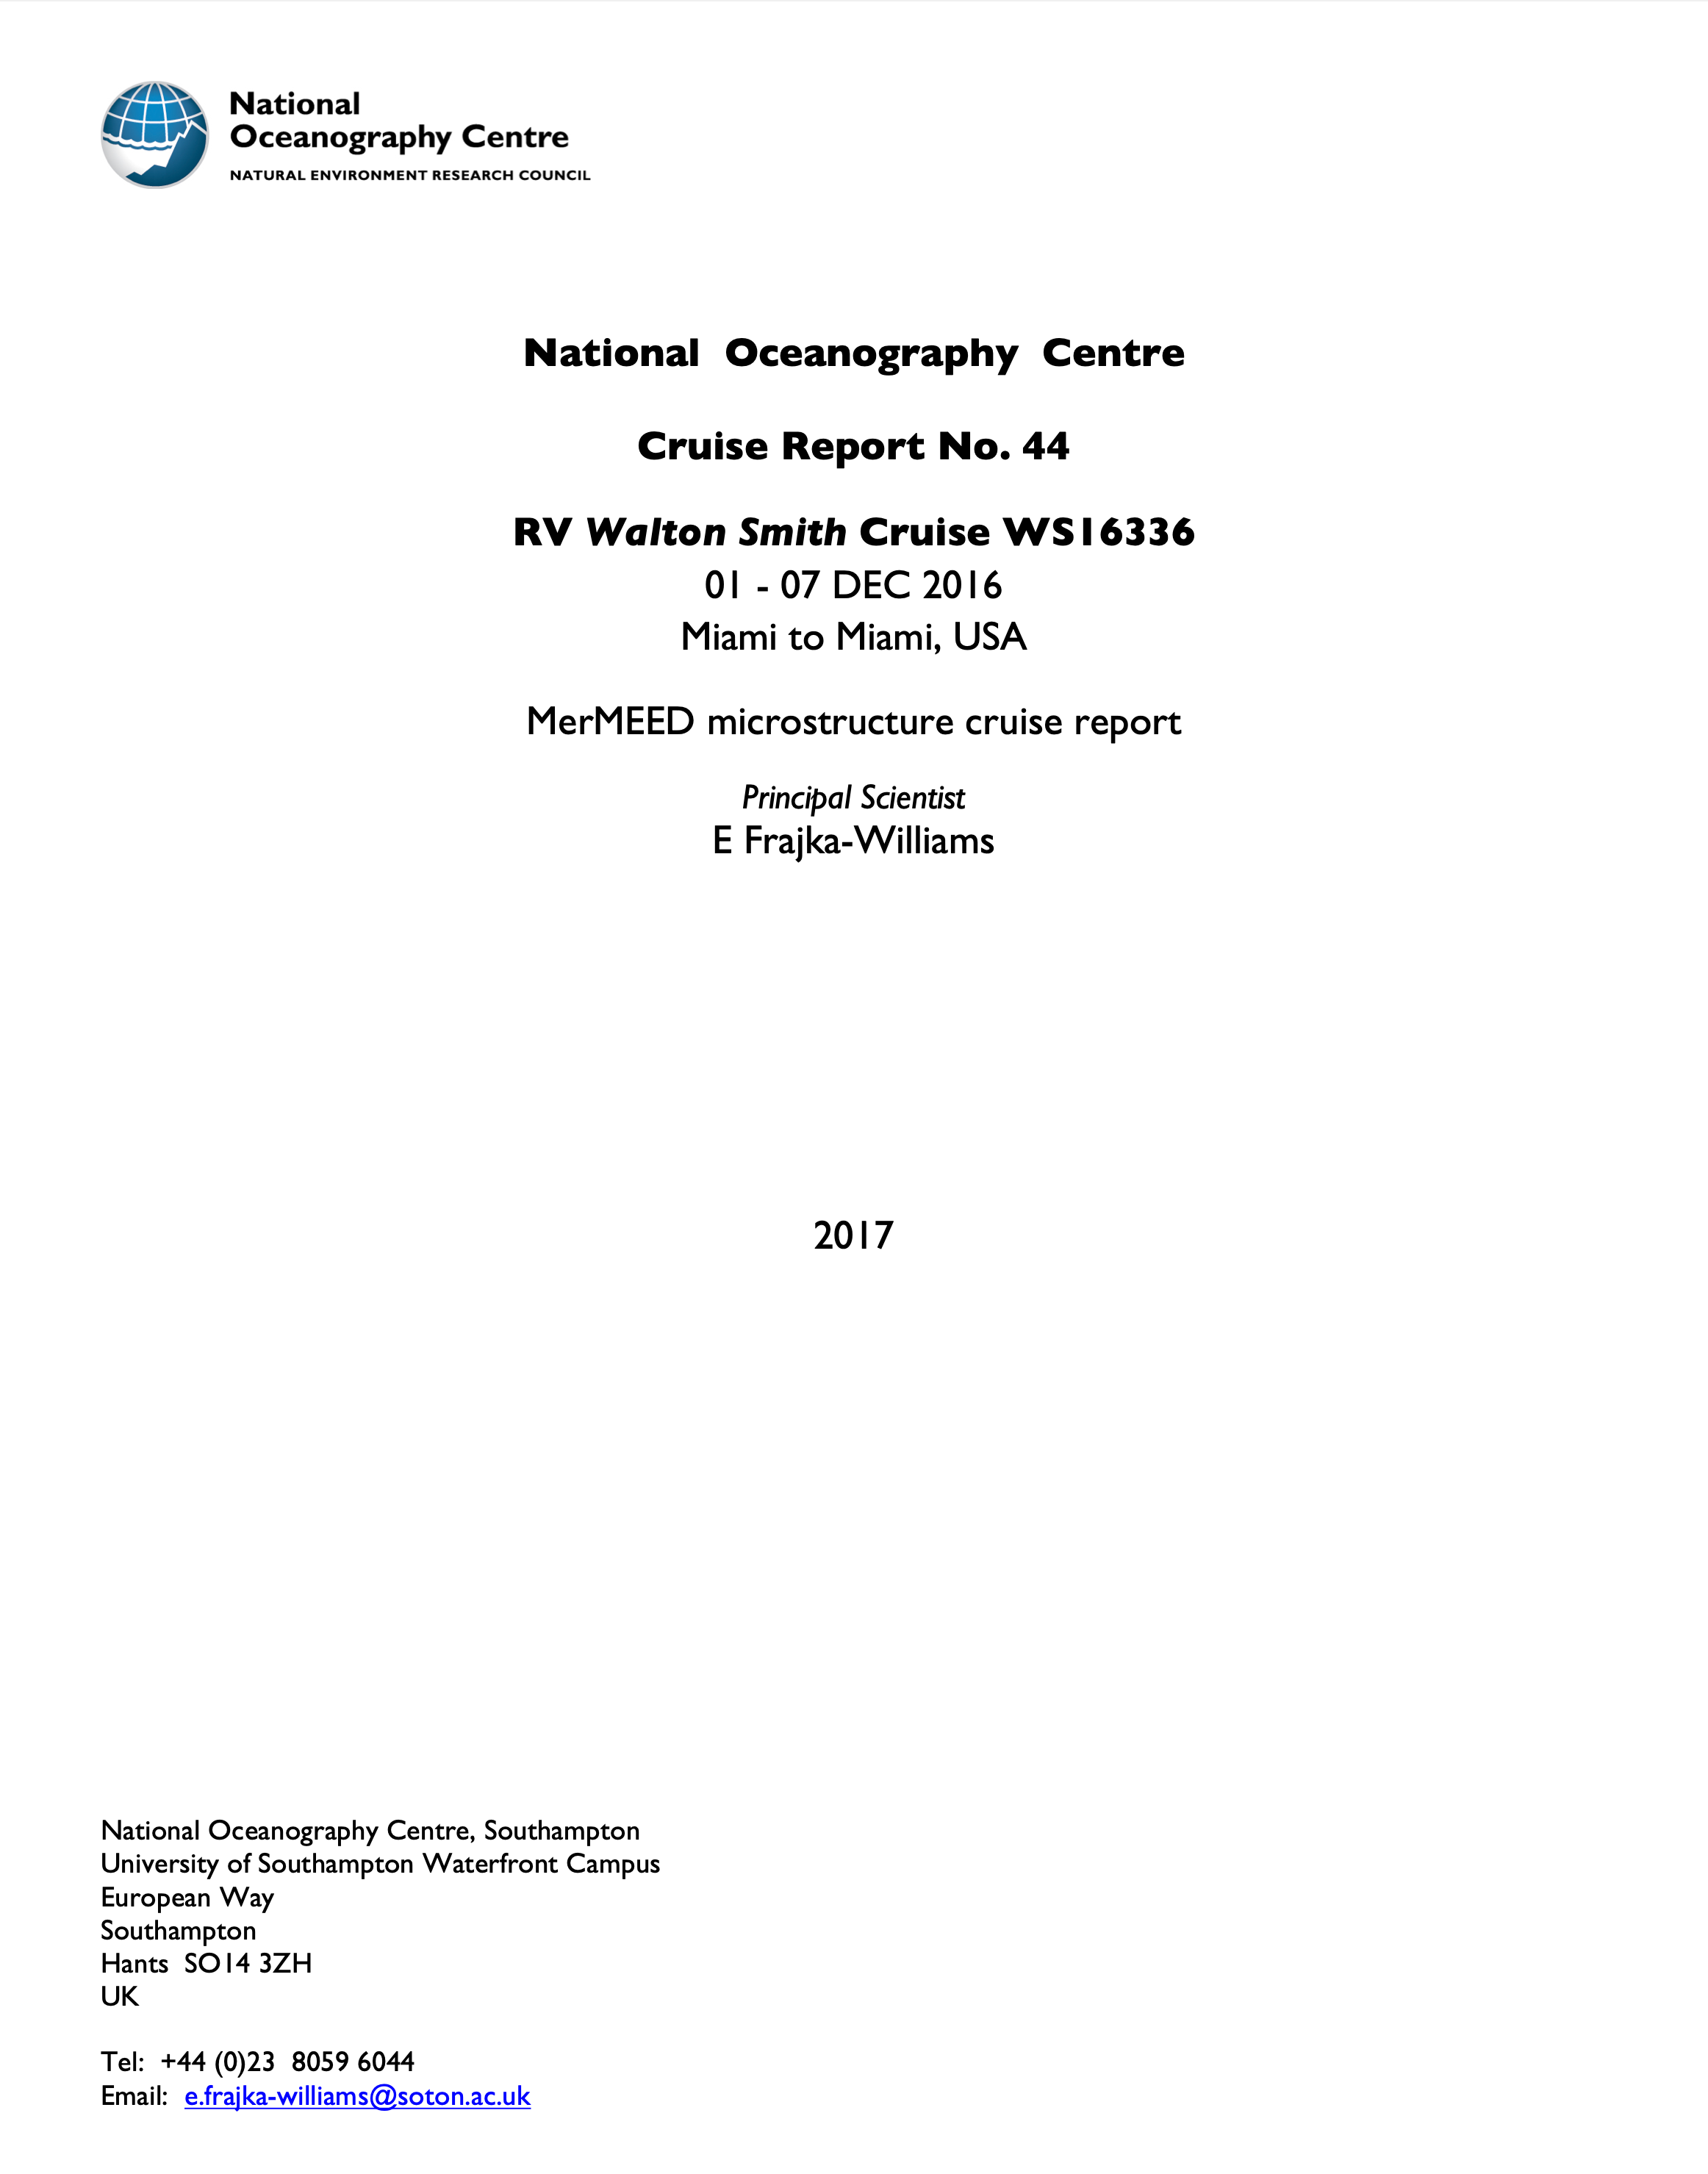 National
Oceanography Centre
NATURAL ENVIRONMENT RESEARCH COUNCIL
National Oceanography Centre
Cruise Report No. 44
RV Walton Smith Cruise WS16336
01 - 07 DEC 2016
Miami to Miami, USA
MerMEED microstructure cruise report
Principal Scientist
E Frajka-Williams
2017
National Oceanography Centre, Southampton
University of Southampton Waterfront Campus
European Way
Southampton
Hants SO14 3ZH
UK
Tel: +44 (0)23 8059 6044
Email: e.frajka-williams@soton.ac.uk